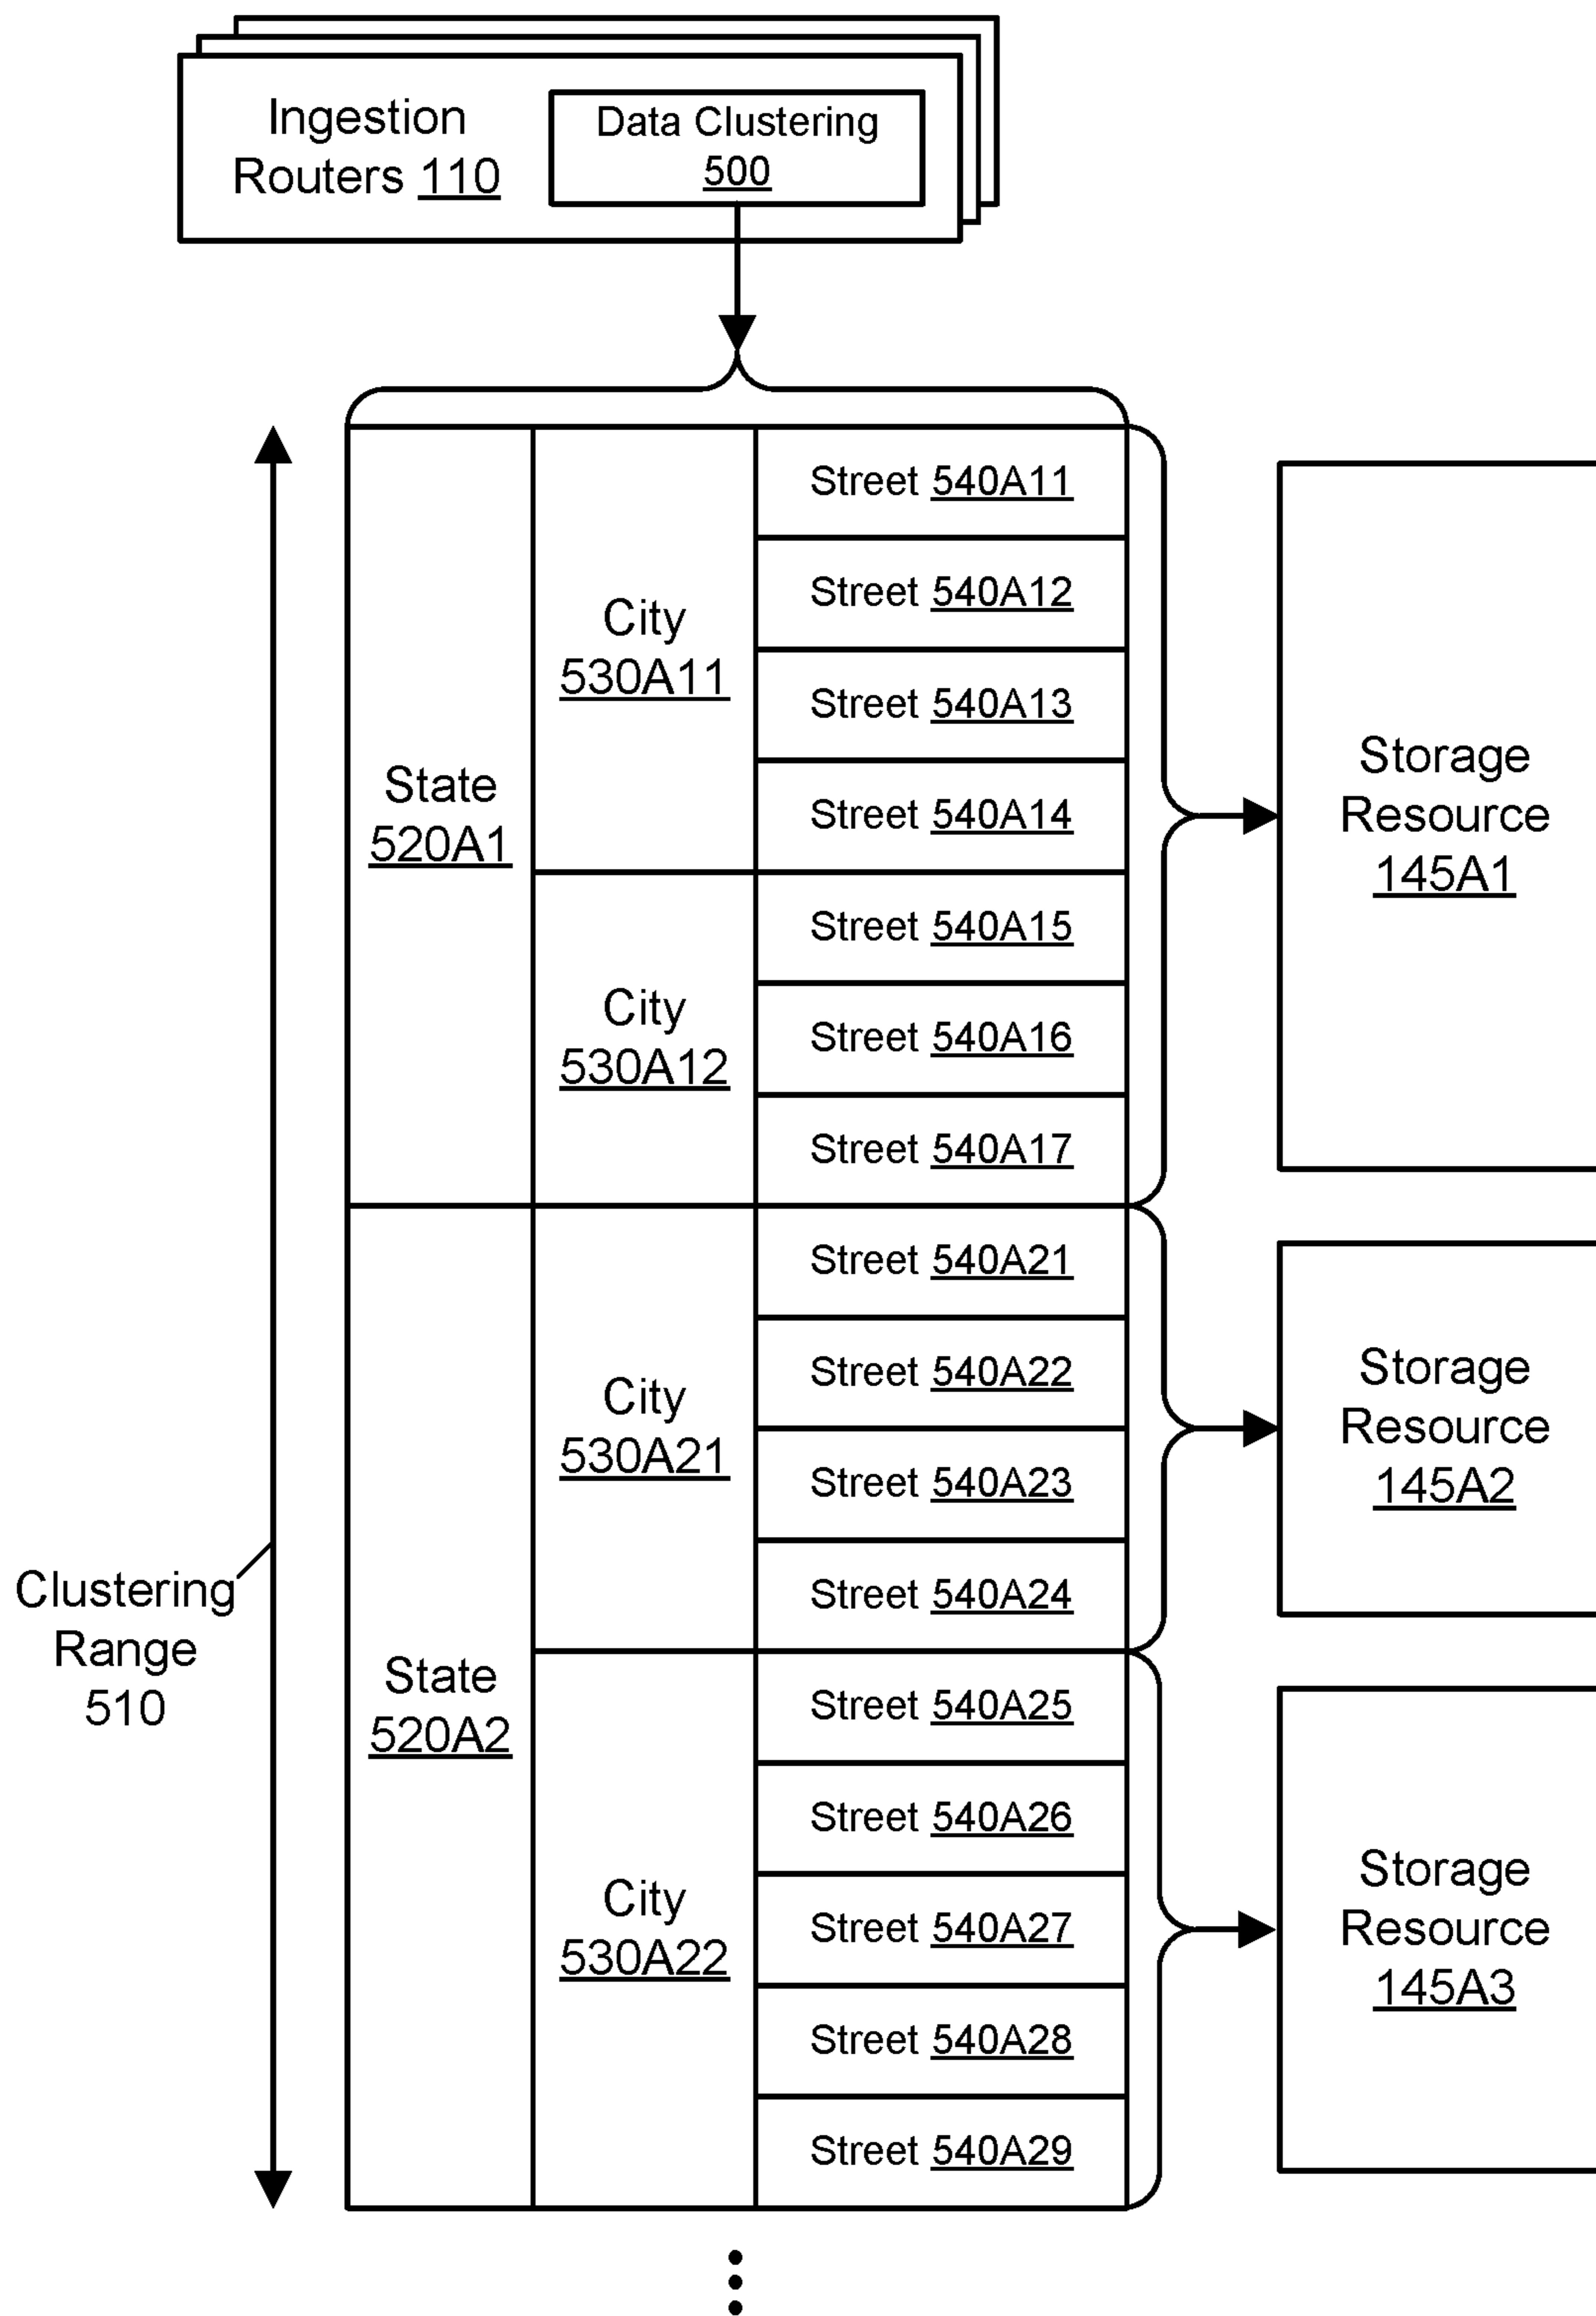 Ingestion
Routers 110
Data Clustering
500
Clustering
Range
510
State
520A1
City
530A11
Street 540A11
Street 540A12
Street 540A13
Street 540A14
City
530A12
Street 540A15
Street 540A16
Street 540A17
Storage
Resource
145A1
State
520A2
City
530A21
Street 540A21
Street 540A22
Street 540A23
Street 540A24
Storage
Resource
145A2
City
530A22
Street 540A25
Street 540A26
Street 540A27
Street 540A28
Street 540A29
Storage
Resource
145A3